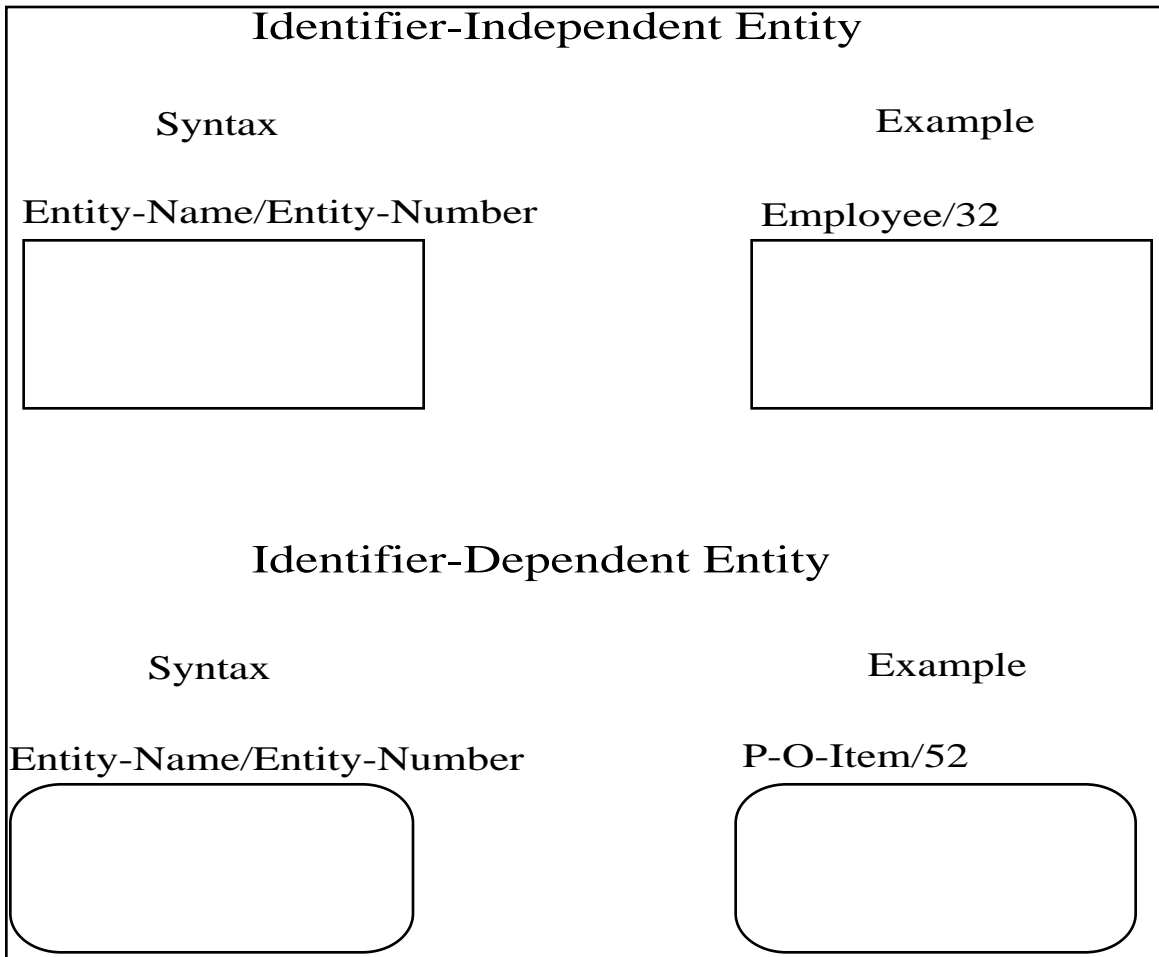 Identifier-Independent Entity
Syntax
Example
Entity-Name/Entity-Number
Employee/32
Identifier-Dependent Entity
Syntax
Example
Entity-Name/Entity-Number
P-O-Item/52